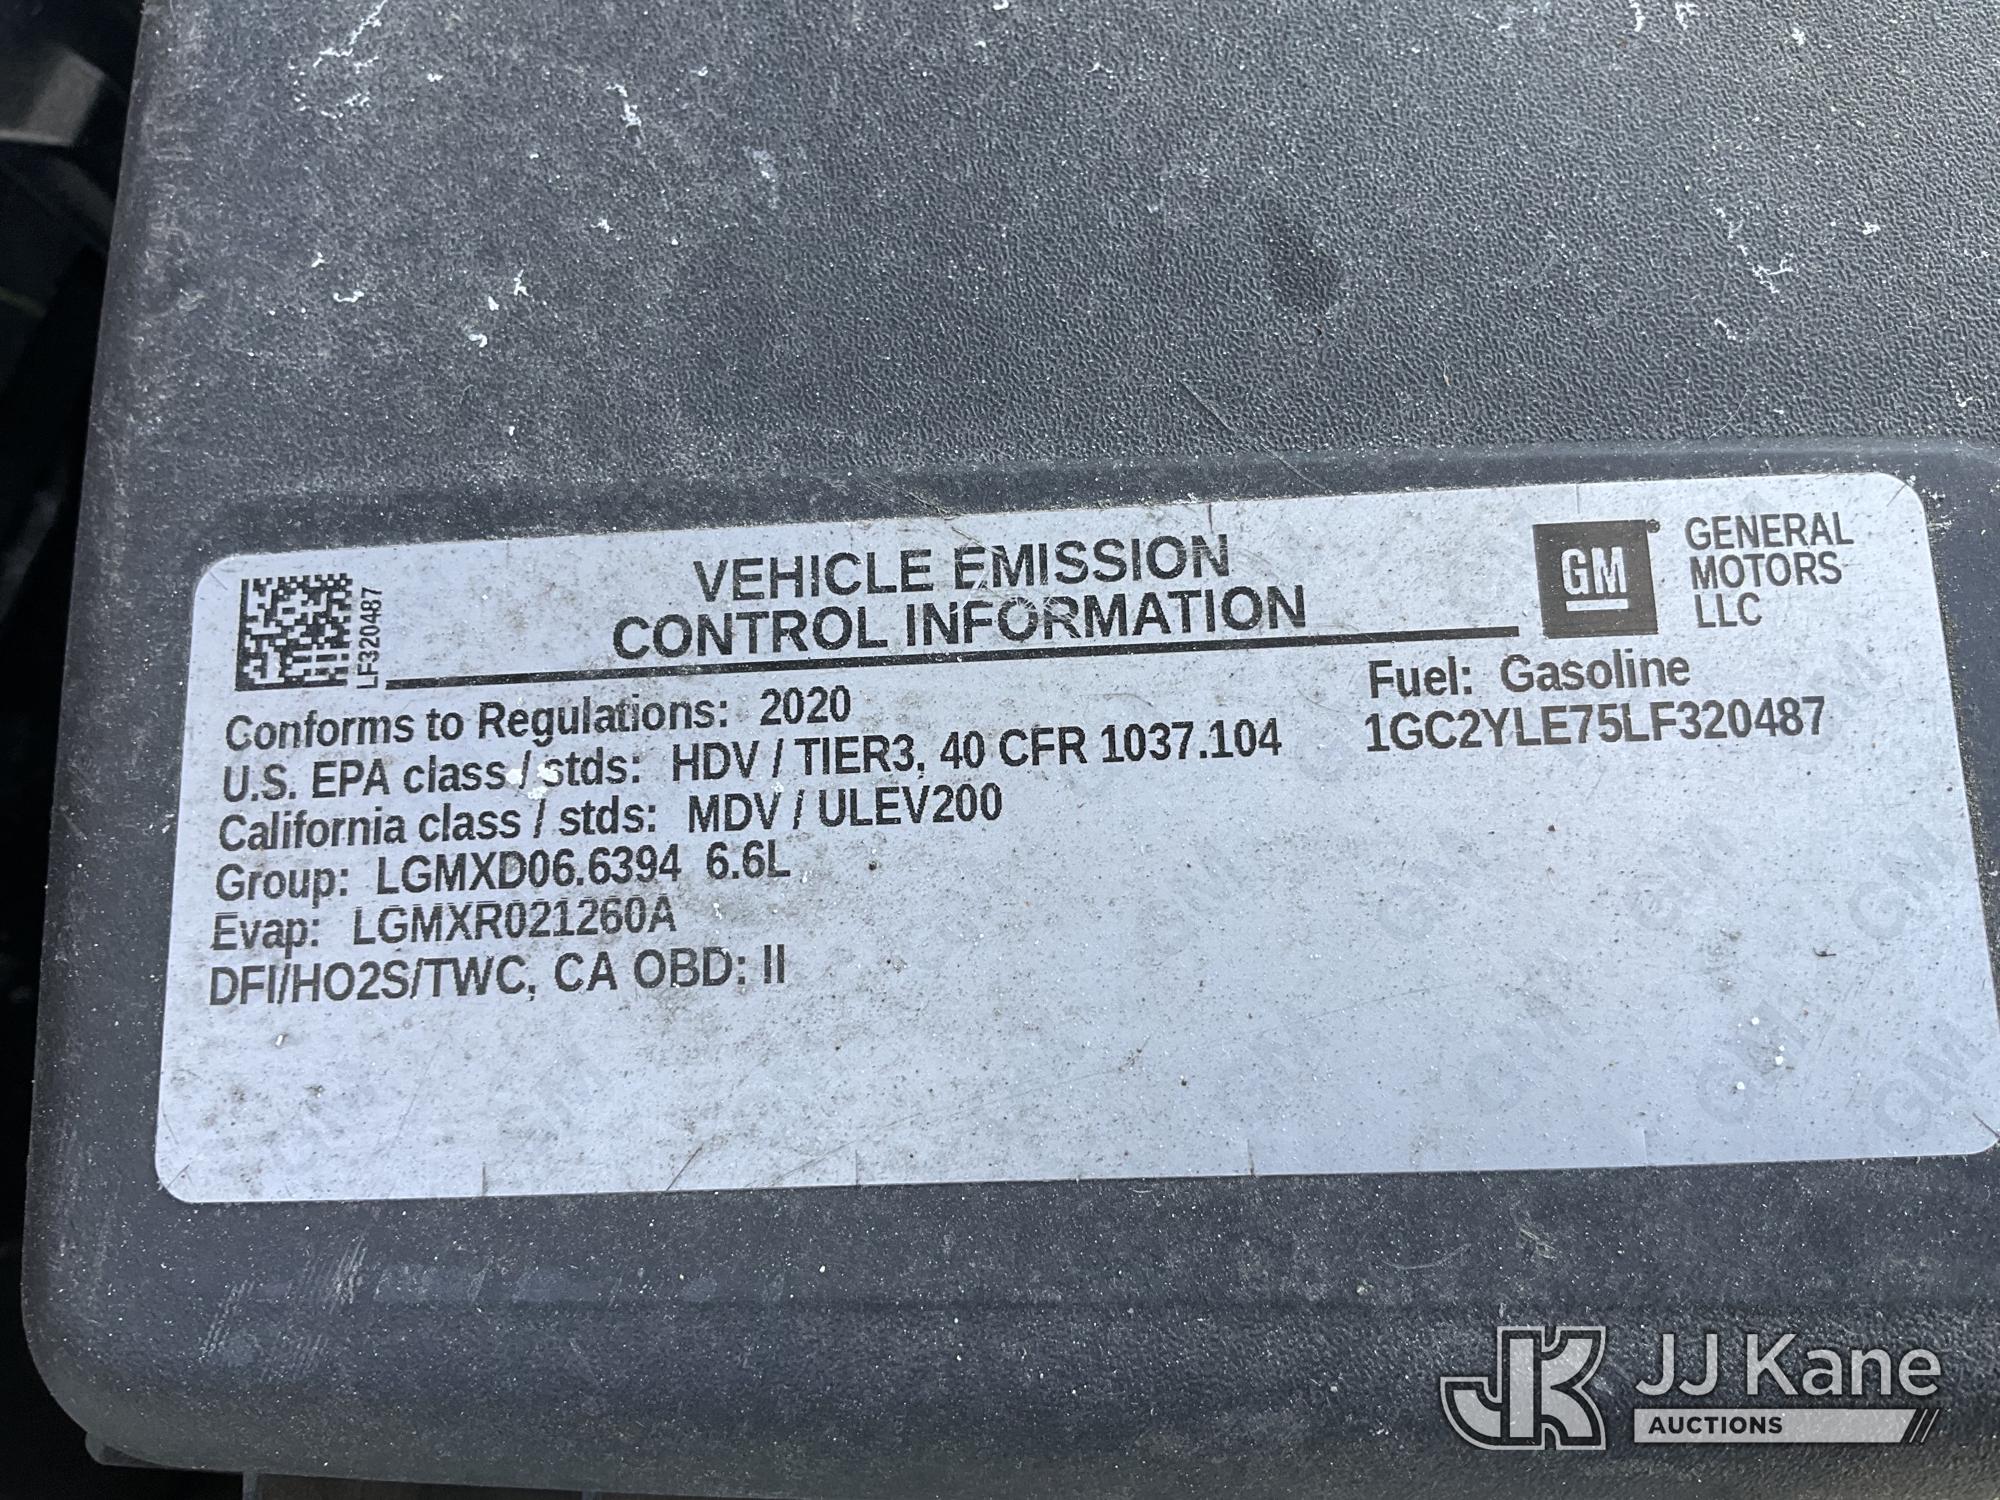 VEHICLE EMISSION
CONTROL INFORMATION
LF320487
GM®
GENERAL
MOTORS
LLC
Conforms to Regulations: 2020
U.S. EPA class / stds: HDV / TIER3, 40 CFR 1037.104
California class / stds: MDV / ULEV200
Group: LGMXD06.6394 6.6L
Evap: LGMXR021260A
DFI/HO2S/TWC, CA OBD: II
Fuel: Gasoline
1GC2YLE75LF320487
JK JJ Kane
AUCTIONS